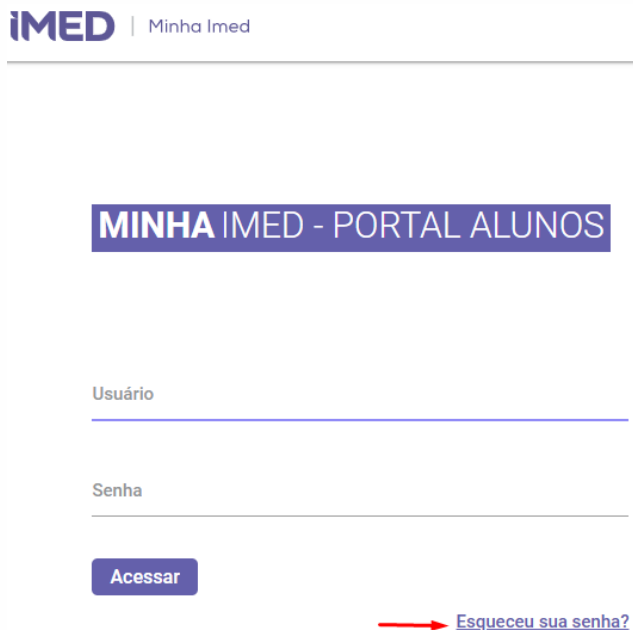 iMED | Minha Imed
MINHA IMED - PORTAL ALUNOS
Usuário
Senha
Acessar
Esqueceu sua senha?